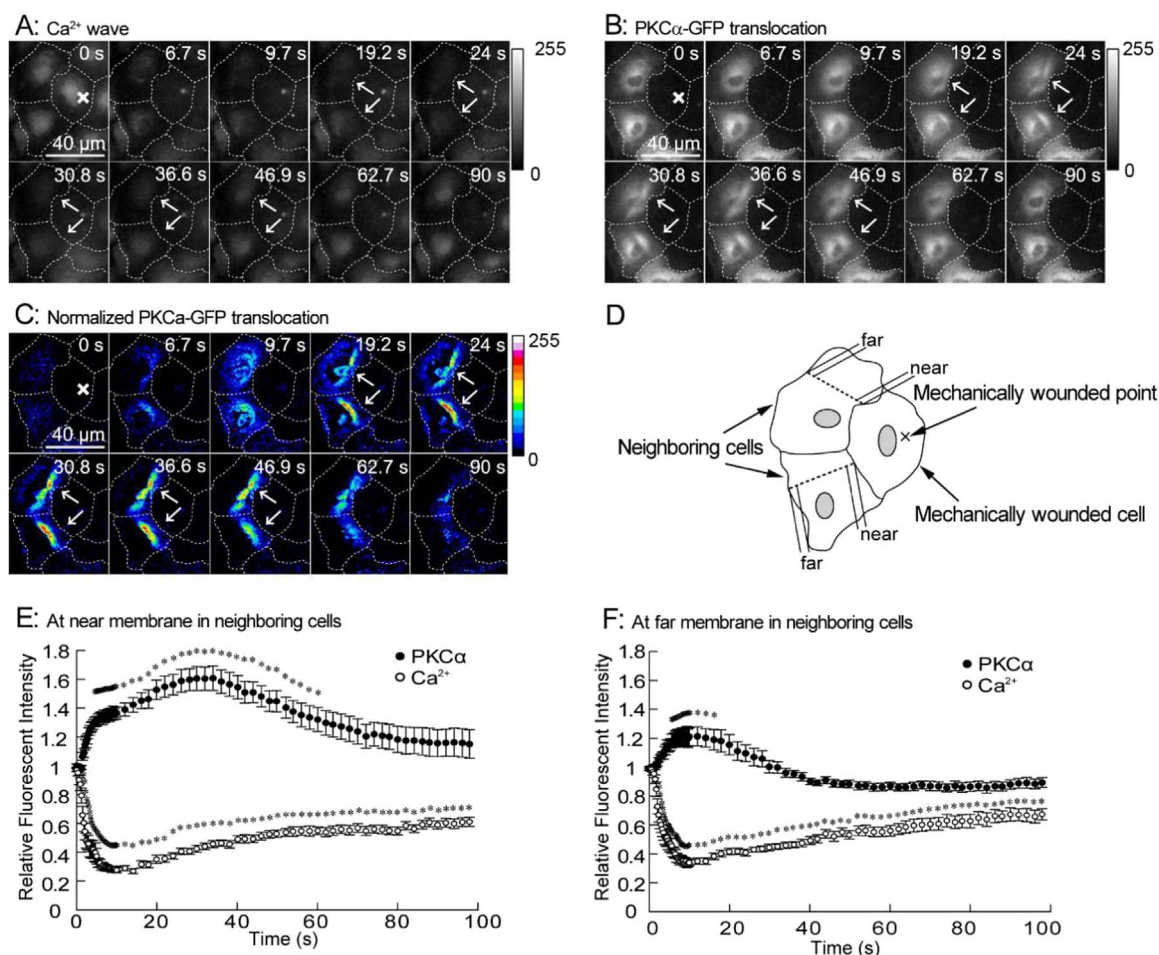 A: Ca²⁺ wave
0 s 6.7 s 9.7 s 19.2 s 24 s 255
40 µm
0
30.8 s 36.6 s 46.9 s 62.7 s 90 s
B: PKCα-GFP translocation
0 s 6.7 s 9.7 s 19.2 s 24 s 255
40 µm
0
30.8 s 36.6 s 46.9 s 62.7 s 90 s
C: Normalized PKCa-GFP translocation
0 s 6.7 s 9.7 s 19.2 s 24 s 255
40 µm
0
30.8 s 36.6 s 46.9 s 62.7 s 90 s
D
far
near
Mechanically wounded point
Neighboring cells
Mechanically wounded cell
near
far
E: At near membrane in neighboring cells
Relative Fluorescent Intensity
1.8
1.6
1.4
1.2
1
0.8
0.6
0.4
0.2
0
PKCα
Ca²⁺
0 20 40 60 80 100
Time (s)
F: At far membrane in neighboring cells
Relative Fluorescent Intensity
1.8
1.6
1.4
1.2
1
0.8
0.6
0.4
0.2
0
PKCα
Ca²⁺
0 20 40 60 80 100
Time (s)